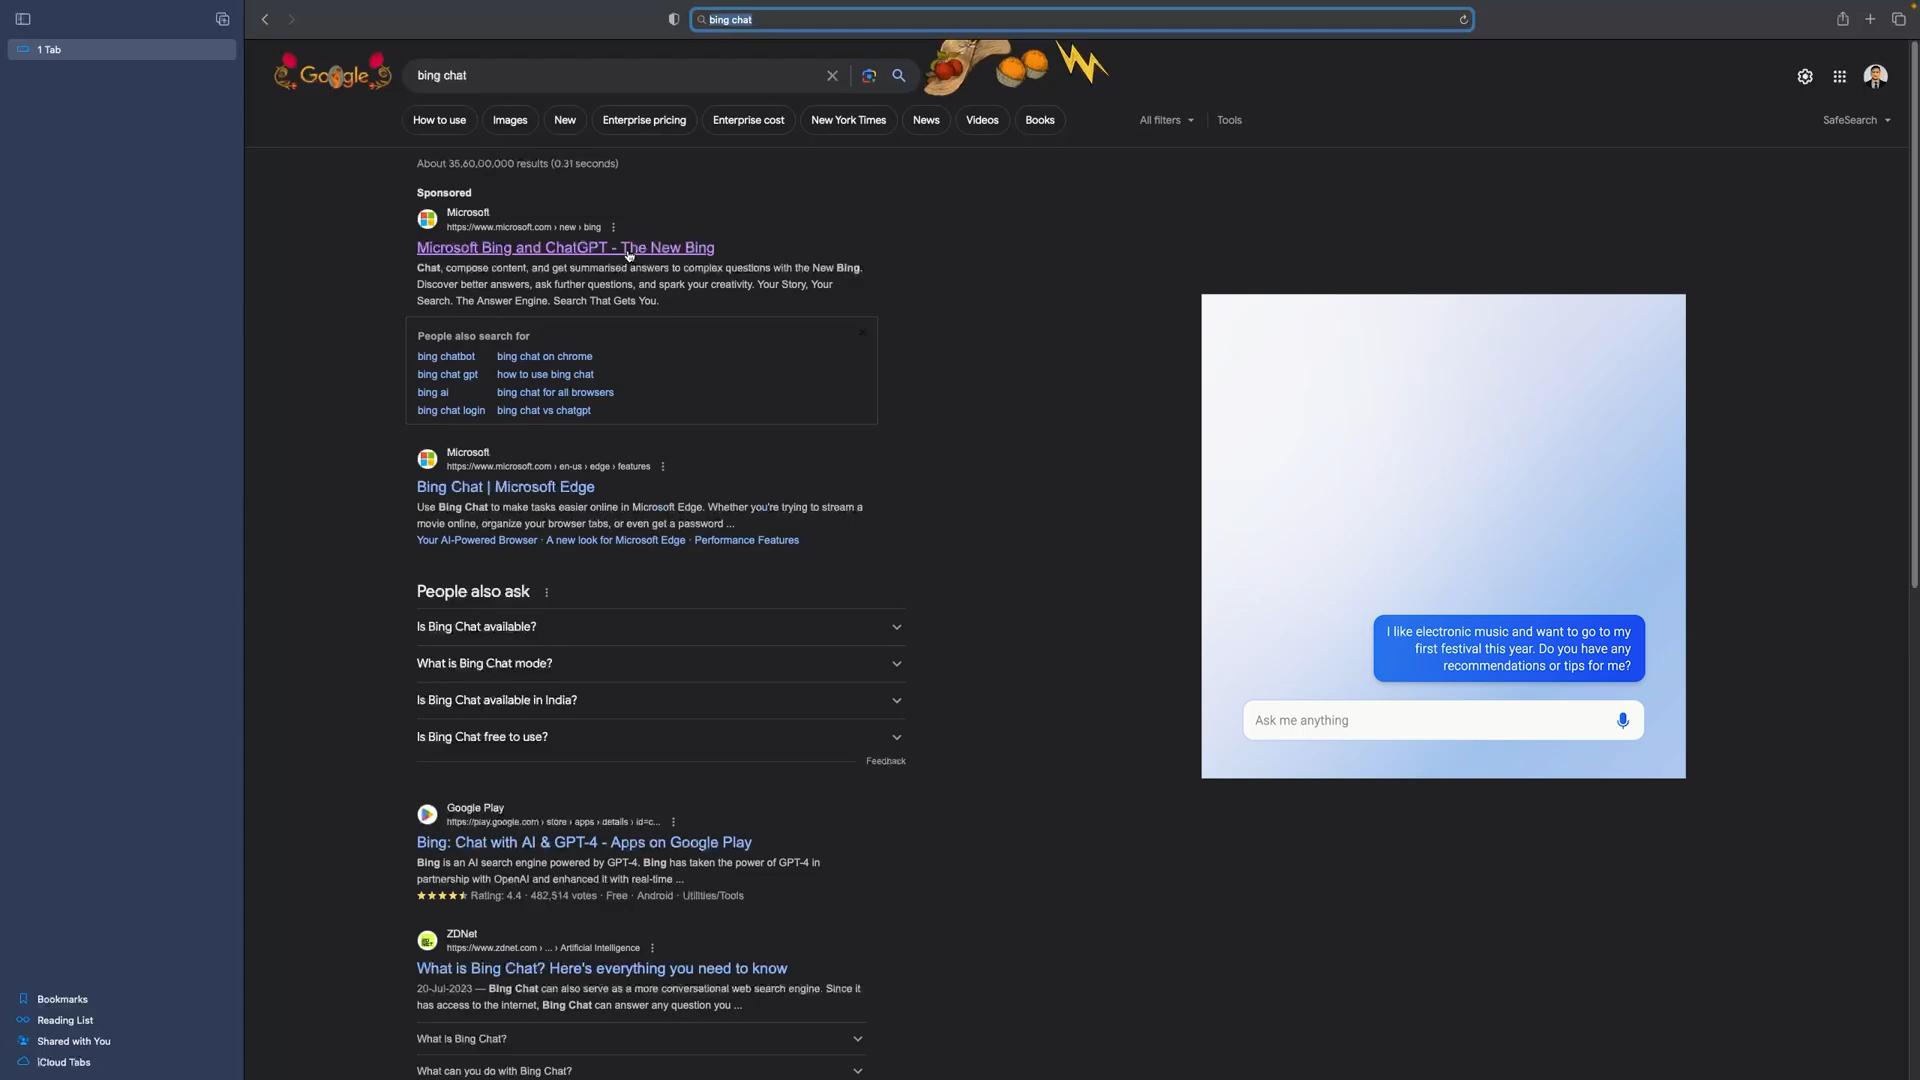 1 Tab
bing chat
Google
bing chat
How to use
Images
New
Enterprise pricing
Enterprise cost
New York Times
News
Videos
Books
All filters
Tools
SafeSearch
About 35,60,00,000 results (0.31 seconds)
Sponsored
Microsoft
https://www.microsoft.com › new › bing
Microsoft Bing and ChatGPT - The New Bing
Chat, compose content, and get summarised answers to complex questions with the New Bing.
Discover better answers, ask further questions, and spark your creativity. Your Story, Your
Search. The Answer Engine. Search That Gets You.
People also search for
bing chatbot
bing chat on chrome
bing chat gpt
how to use bing chat
bing ai
bing chat for all browsers
bing chat login
bing chat vs chatgpt
Microsoft
https://www.microsoft.com › en-us › edge › features
Bing Chat | Microsoft Edge
Use Bing Chat to make tasks easier online in Microsoft Edge. Whether you're trying to stream a
movie online, organize your browser tabs, or even get a password ...
Your AI-Powered Browser · A new look for Microsoft Edge · Performance Features
People also ask
Is Bing Chat available?
What is Bing Chat mode?
Is Bing Chat available in India?
Is Bing Chat free to use?
Feedback
Google Play
https://play.google.com › store › apps › details › id=c...
Bing: Chat with AI & GPT-4 - Apps on Google Play
Bing is an AI search engine powered by GPT-4. Bing has taken the power of GPT-4 in
partnership with OpenAI and enhanced it with real-time ...
Rating: 4.4 · 482,514 votes · Free · Android · Utilities/Tools
ZDNet
https://www.zdnet.com › ... › Artificial Intelligence
What is Bing Chat? Here's everything you need to know
20-Jul-2023 — Bing Chat can also serve as a more conversational web search engine. Since it
has access to the internet, Bing Chat can answer any question you ...
What is Bing Chat?
What can you do with Bing Chat?
I like electronic music and want to go to my
first festival this year. Do you have any
recommendations or tips for me?
Ask me anything
Bookmarks
Reading List
Shared with You
iCloud Tabs